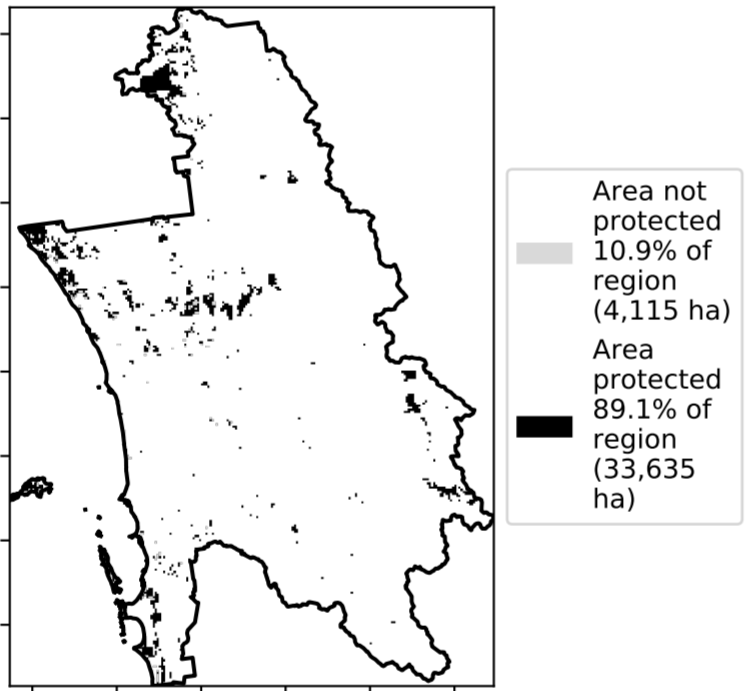 Area not
protected
10.9% of
region
(4,115 ha)
Area
protected
89.1% of
region
(33,635
ha)